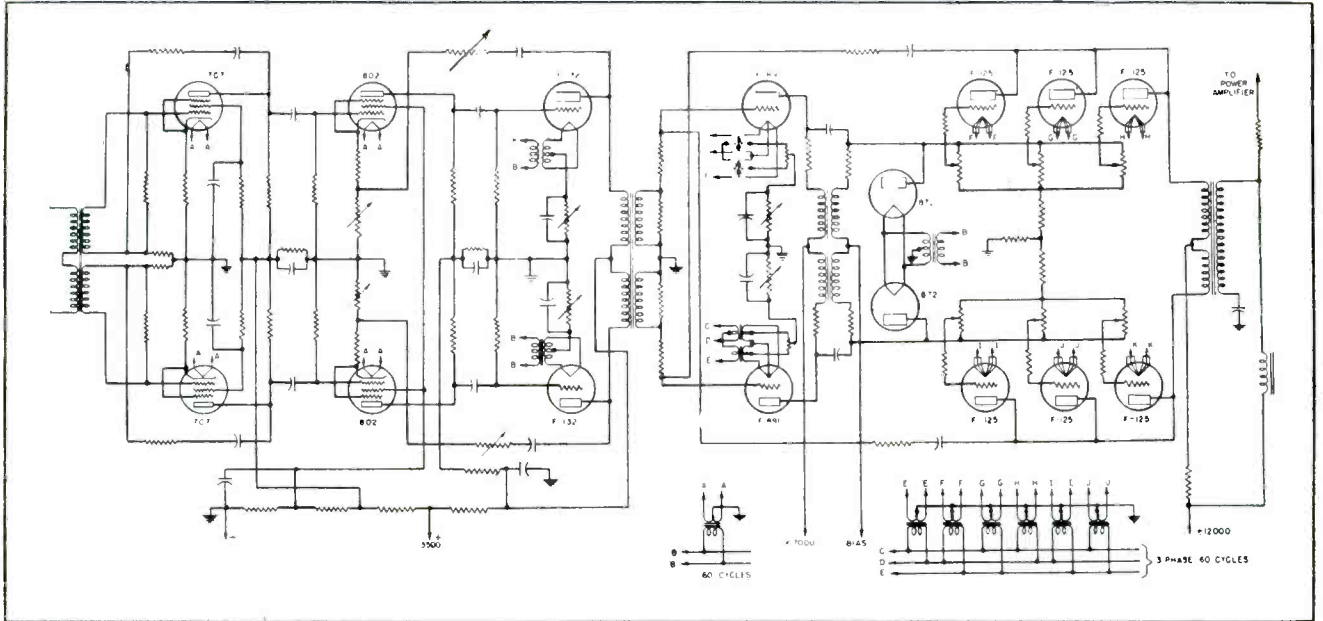 7C7
802
F-125
F-125
F-125
TO
POWER
AMPLIFIER
A A
A A
B
B
F F
G G
H H
871
B
B
872
A A
A A
C
D
E
B
B
I I
J J
K K
7C7
802
F-132
F-891
F-125
F-125
F-125
A A
E E F F G G H H I I J J
+
+
3500
BIAS
+12000
B
B
60 CYCLES
C
D
E
3 PHASE 60 CYCLES